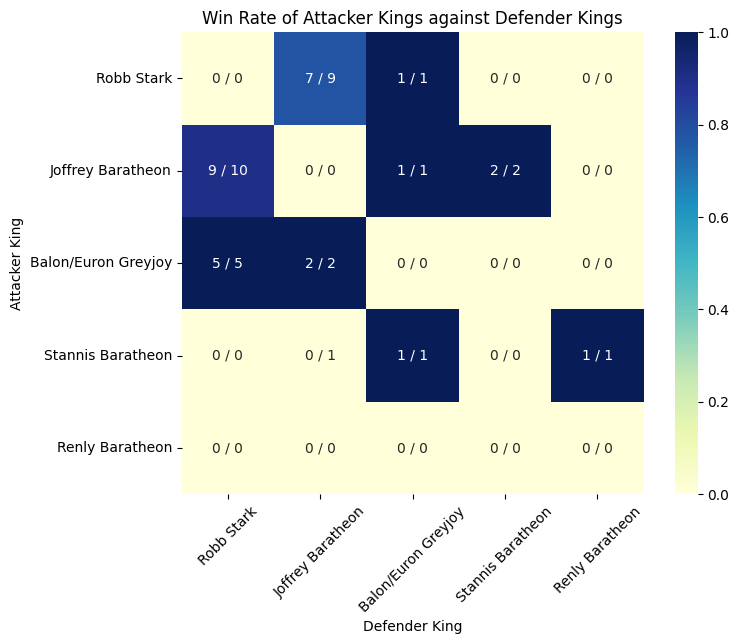 Win Rate of Attacker Kings against Defender Kings
Attacker King
Robb Stark 0 / 0 7 / 9 1 / 1 0 / 0 0 / 0
Joffrey Baratheon 9 / 10 0 / 0 1 / 1 2 / 2 0 / 0
Balon/Euron Greyjoy 5 / 5 2 / 2 0 / 0 0 / 0 0 / 0
Stannis Baratheon 0 / 0 0 / 1 1 / 1 0 / 0 1 / 1
Renly Baratheon 0 / 0 0 / 0 0 / 0 0 / 0 0 / 0
Robb Stark
Joffrey Baratheon
Balon/Euron Greyjoy
Stannis Baratheon
Renly Baratheon
Defender King
1.0
0.8
0.6
0.4
0.2
0.0